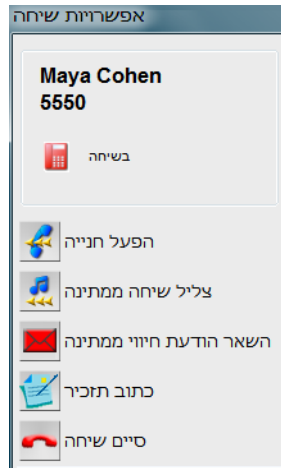 אפשרויות שיחה
Maya Cohen
5550
בשיחה
הפעל חנייה
צליל שיחה ממתינה
השאר הודעת חיווי ממתינה
כתוב תזכיר
סיים שיחה